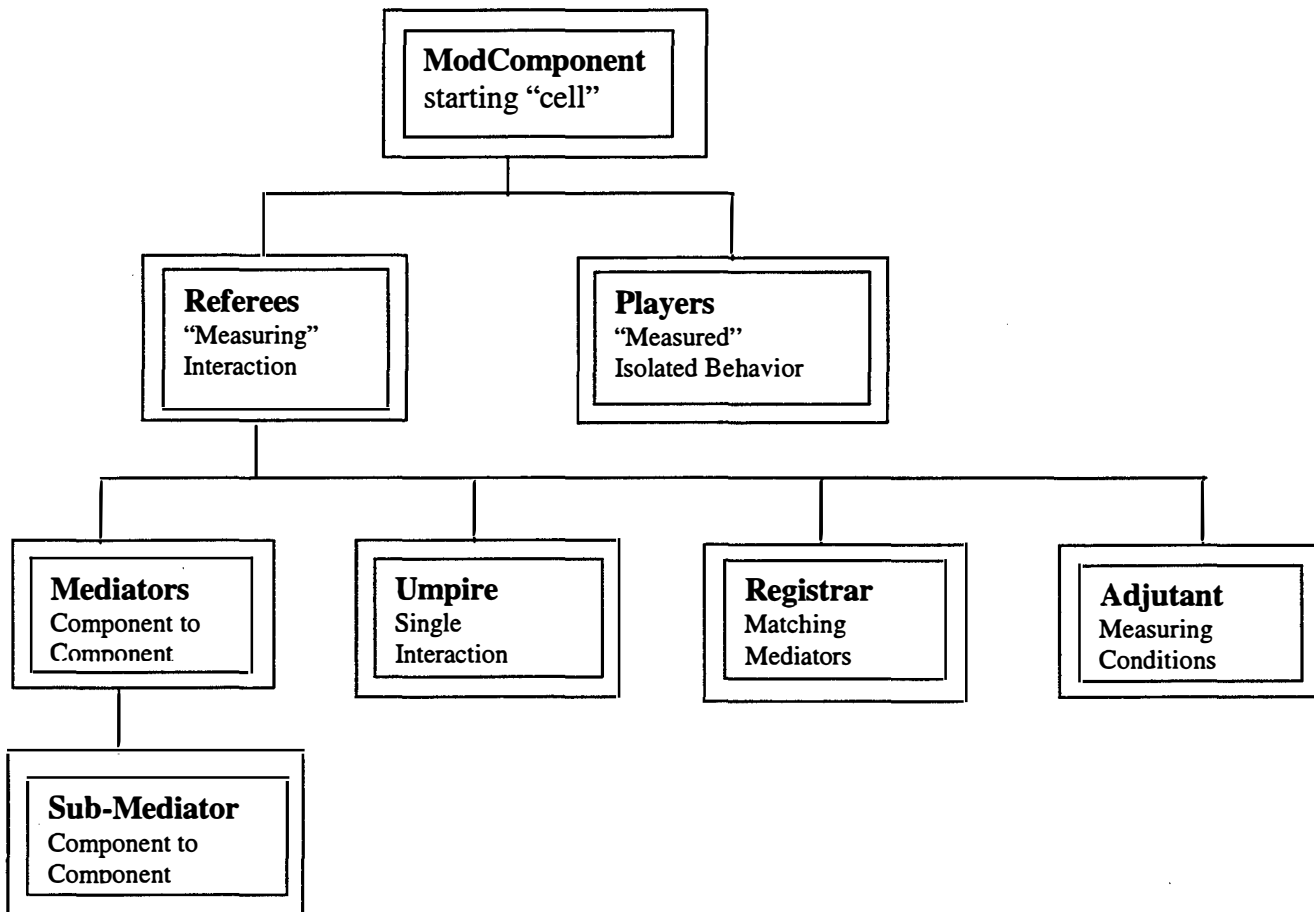 ModComponent
starting “cell”
Referees
“Measuring”
Interaction
Players
“Measured”
Isolated Behavior
Mediators
Component to
Component
Umpire
Single
Interaction
Registrar
Matching
Mediators
Adjutant
Measuring
Conditions
Sub-Mediator
Component to
Component